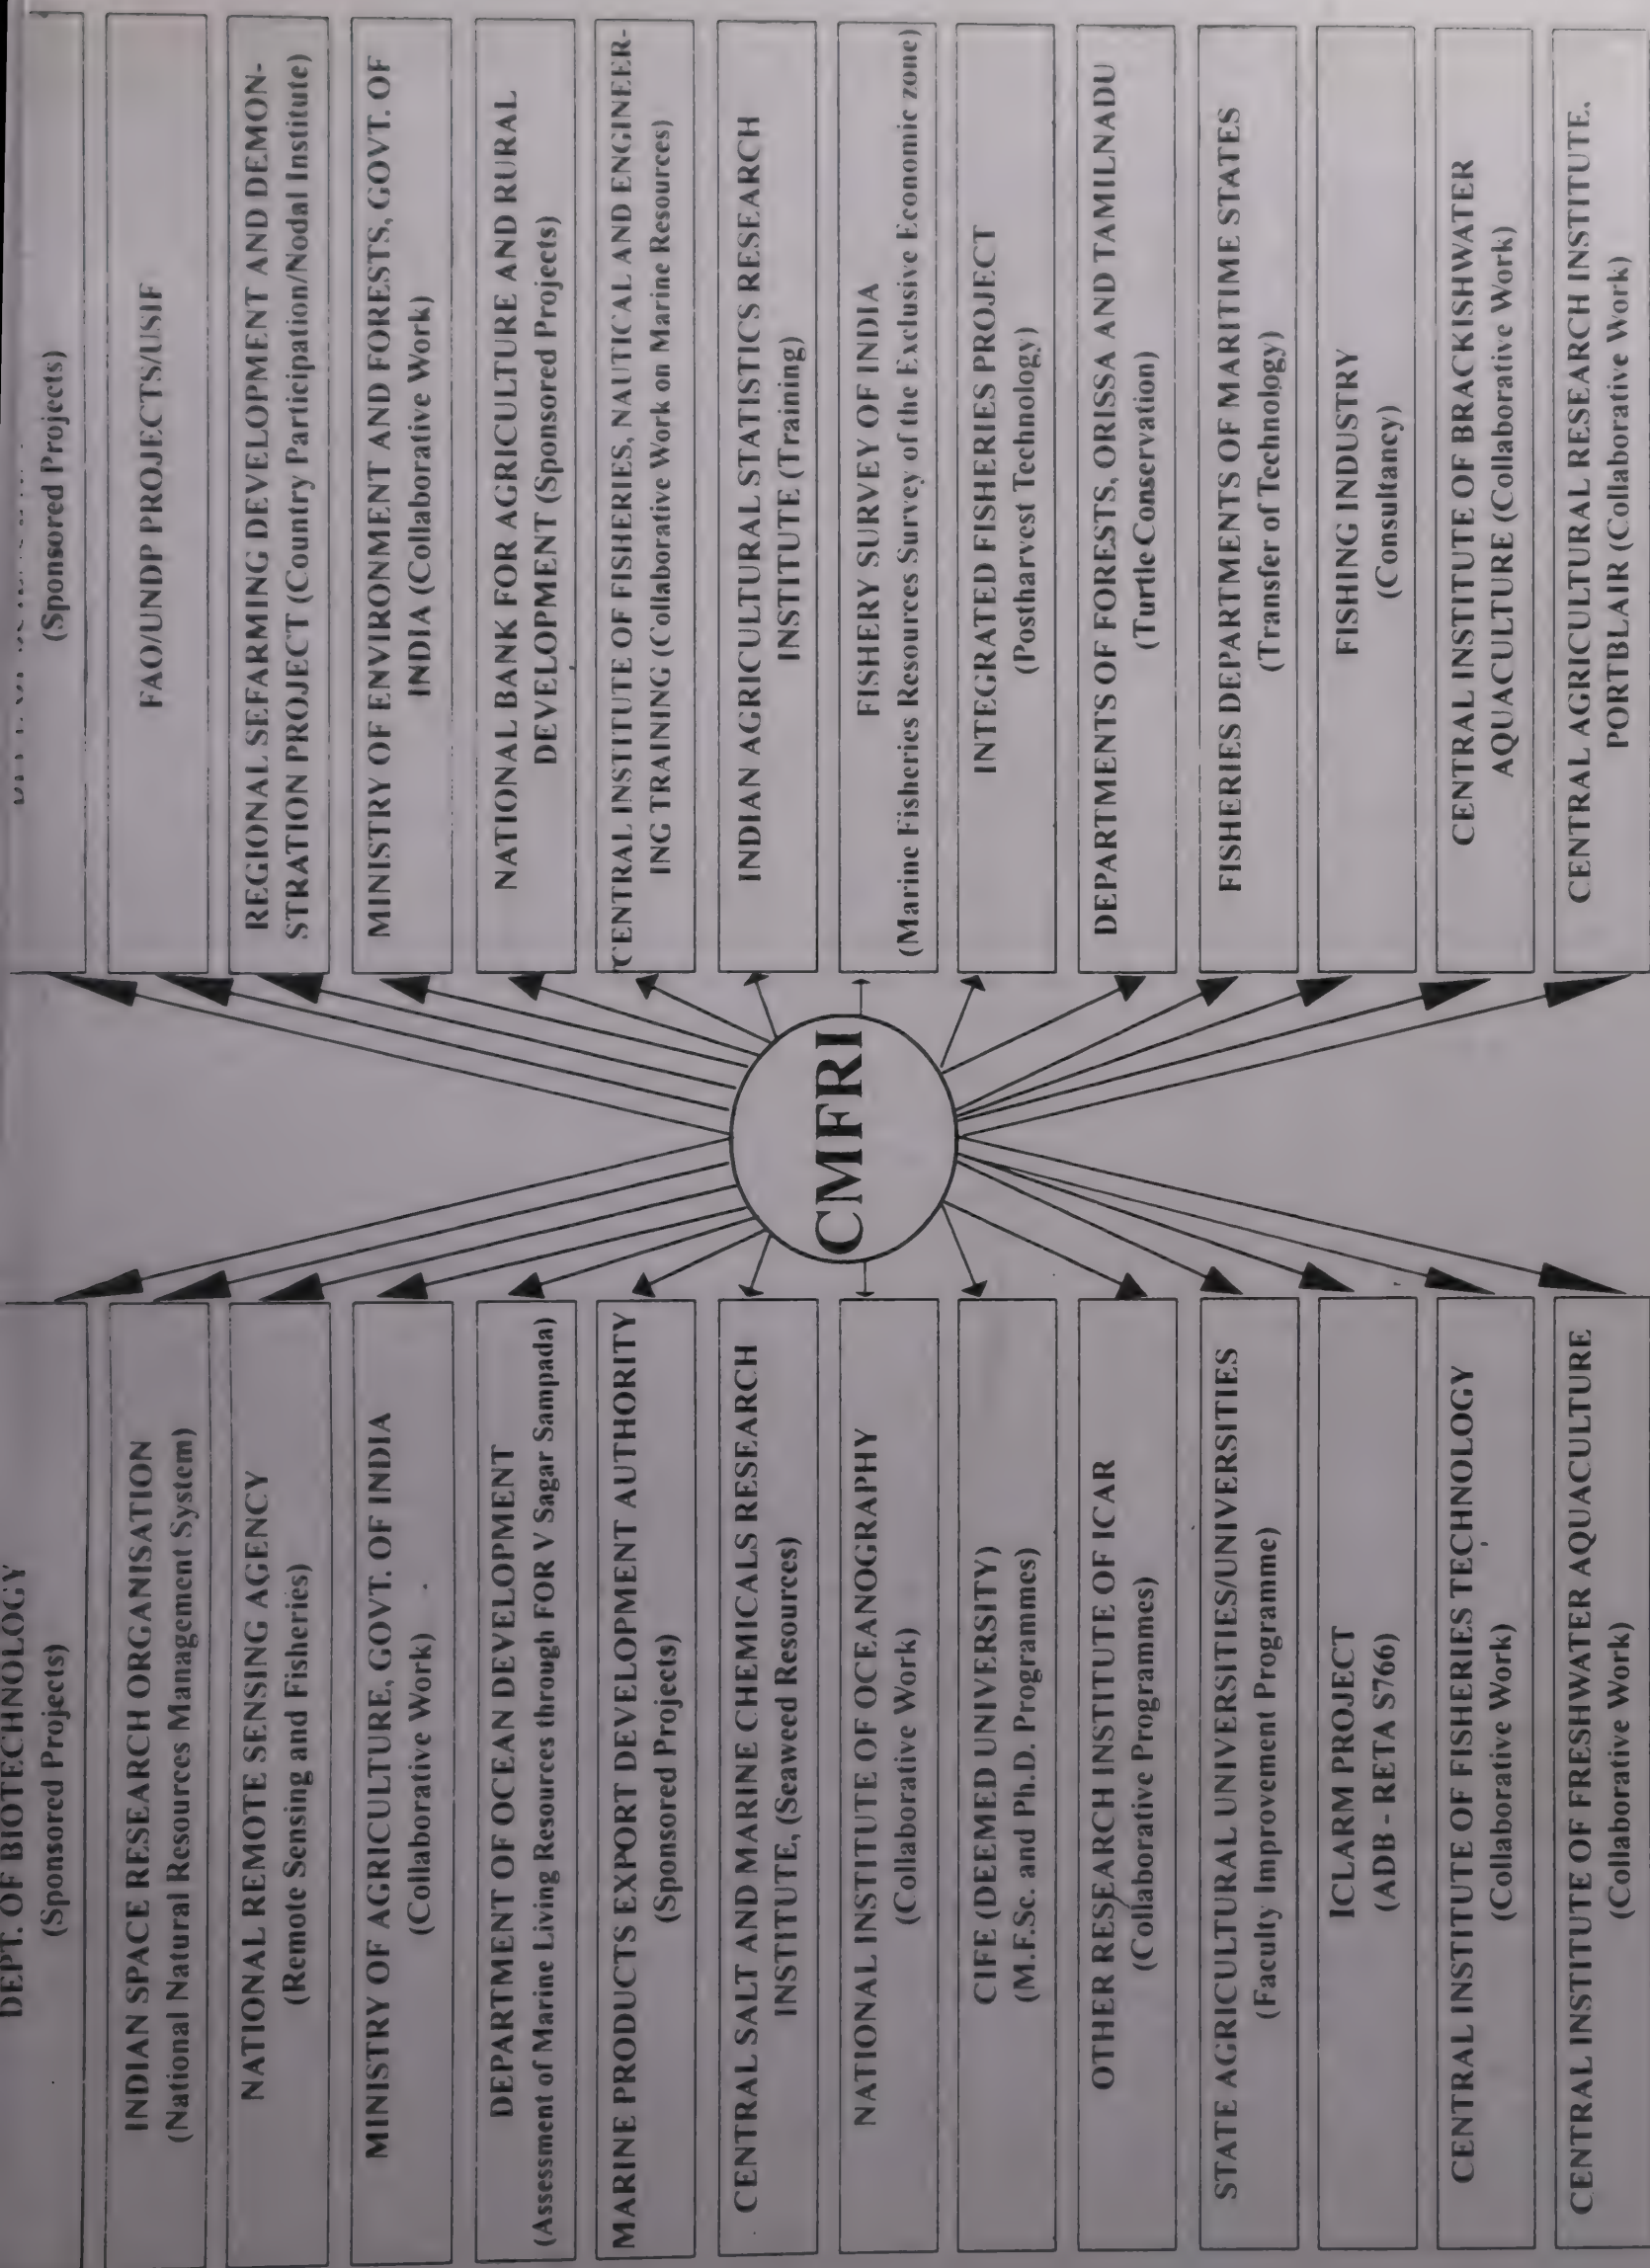 DEPT. OF BIOTECHNOLOGY
(Sponsored Projects)
INDIAN SPACE RESEARCH ORGANISATION
(National Natural Resources Management System)
NATIONAL REMOTE SENSING AGENCY
(Remote Sensing and Fisheries)
MINISTRY OF AGRICULTURE, GOVT. OF INDIA
(Collaborative Work)
DEPARTMENT OF OCEAN DEVELOPMENT
(Assessment of Marine Living Resources through FOR V Sagar Sampada)
MARINE PRODUCTS EXPORT DEVELOPMENT AUTHORITY
(Sponsored Projects)
CENTRAL SALT AND MARINE CHEMICALS RESEARCH
INSTITUTE, (Seaweed Resources)
NATIONAL INSTITUTE OF OCEANOGRAPHY
(Collaborative Work)
CIFE (DEEMED UNIVERSITY)
(M.F.Sc. and Ph.D. Programmes)
OTHER RESEARCH INSTITUTE OF ICAR
(Collaborative Programmes)
STATE AGRICULTURAL UNIVERSITIES/UNIVERSITIES
(Faculty Improvement Programme)
ICLARM PROJECT
(ADB - RETA S766)
CENTRAL INSTITUTE OF FISHERIES TECHNOLOGY
(Collaborative Work)
CENTRAL INSTITUTE OF FRESHWATER AQUACULTURE
(Collaborative Work)
CMFRI
(Sponsored Projects)
FAO/UNDP PROJECTS/USIF
REGIONAL SEFARMING DEVELOPMENT AND DEMON-
STRATION PROJECT (Country Participation/Nodal Institute)
MINISTRY OF ENVIRONMENT AND FORESTS, GOVT. OF
INDIA (Collaborative Work)
NATIONAL BANK FOR AGRICULTURE AND RURAL
DEVELOPMENT (Sponsored Projects)
CENTRAL INSTITUTE OF FISHERIES, NAUTICAL AND ENGINEER-
ING TRAINING (Collaborative Work on Marine Resources)
INDIAN AGRICULTURAL STATISTICS RESEARCH
INSTITUTE (Training)
FISHERY SURVEY OF INDIA
(Marine Fisheries Resources Survey of the Exclusive Economic zone)
INTEGRATED FISHERIES PROJECT
(Postharvest Technology)
DEPARTMENTS OF FORESTS, ORISSA AND TAMILNADU
(Turtle Conservation)
FISHERIES DEPARTMENTS OF MARITIME STATES
(Transfer of Technology)
FISHING INDUSTRY
(Consultancy)
CENTRAL INSTITUTE OF BRACKISHWATER
AQUACULTURE (Collaborative Work)
CENTRAL AGRICULTURAL RESEARCH INSTITUTE.
PORTBLAIR (Collaborative Work)